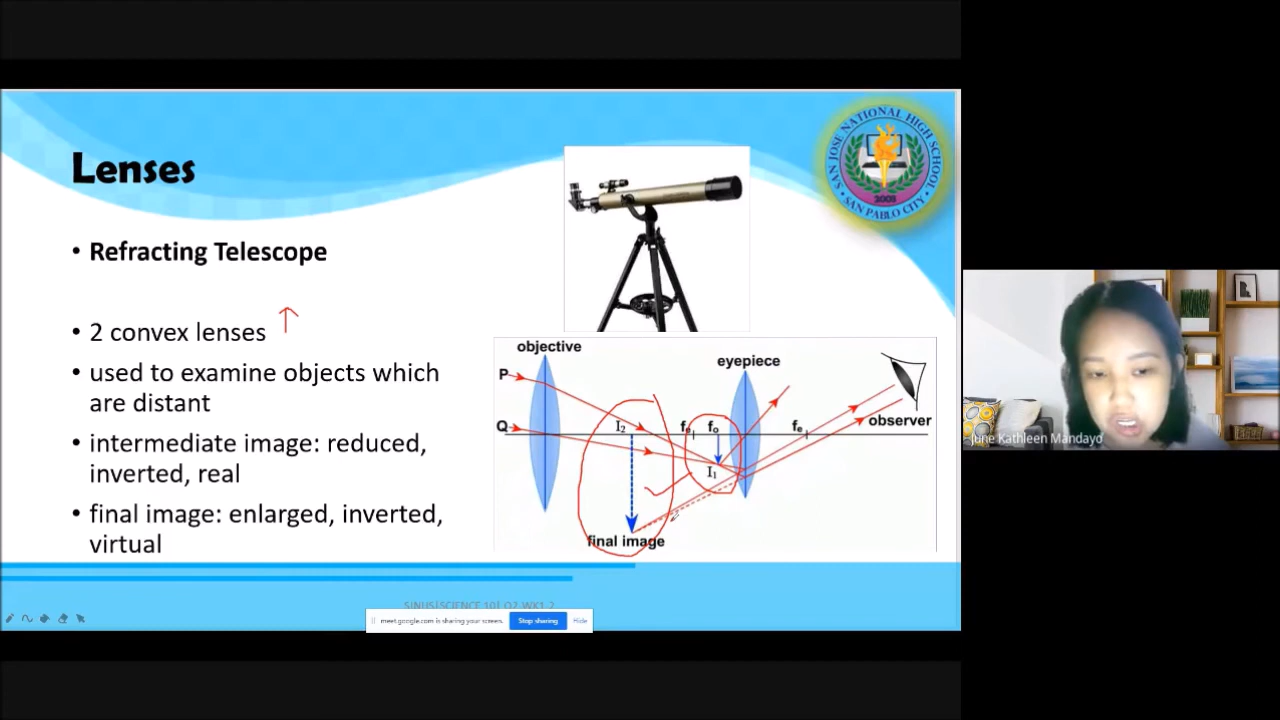 Lenses
SAN JOSE NATIONAL HIGH SCHOOL
2003
SAN PABLO CITY
• Refracting Telescope
• 2 convex lenses
• used to examine objects which
are distant
• intermediate image: reduced,
inverted, real
• final image: enlarged, inverted,
virtual
objective
eyepiece
P
Q
I₂
fₑ
fₒ
fₑ
observer
I₁
final image
June Kathleen Mandayo
meet.google.com is sharing your screen.
Stop sharing
Hide